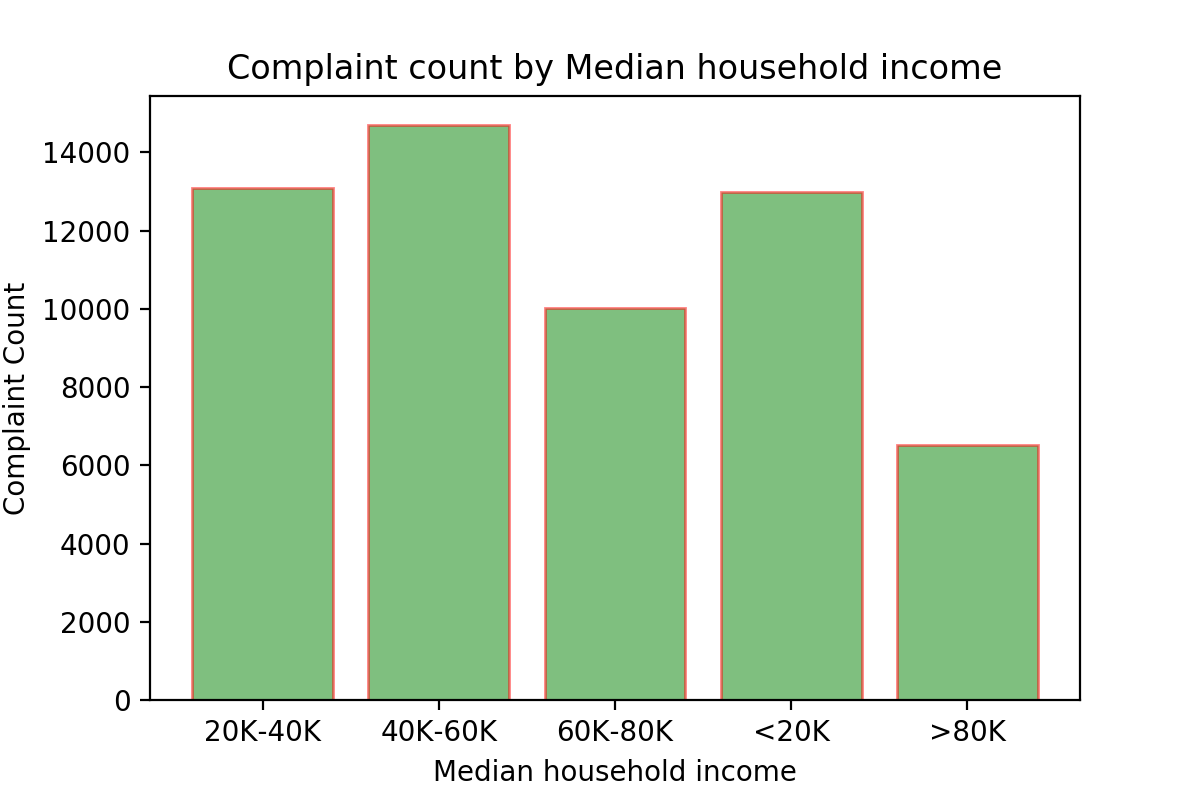 Complaint count by Median household income
Complaint Count
14000
12000
10000
8000
6000
4000
2000
0
20K-40K 40K-60K 60K-80K <20K >80K
Median household income